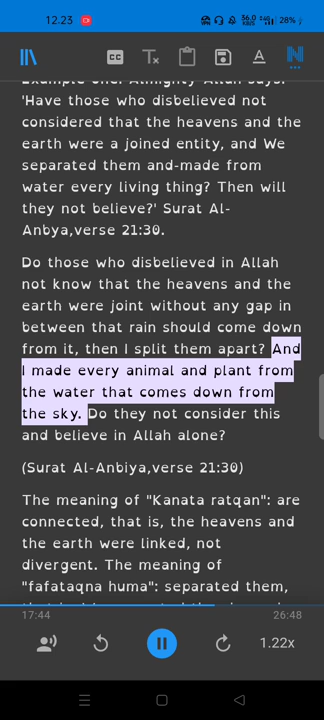 12.23
28%
CC
Example one: Almighty Allah says:
'Have those who disbelieved not
considered that the heavens and the
earth were a joined entity, and We
separated them and-made from
water every living thing? Then will
they not believe?' Surat Al-
Anbya,verse 21:30.
Do those who disbelieved in Allah
not know that the heavens and the
earth were joint without any gap in
between that rain should come down
from it, then I split them apart? And
I made every animal and plant from
the water that comes down from
the sky. Do they not consider this
and believe in Allah alone?
(Surat Al-Anbiya,verse 21:30)
The meaning of "Kanata ratqan": are
connected, that is, the heavens and
the earth were linked, not
divergent. The meaning of
"fafataqna huma": separated them,
17:44
26:48
1.22x